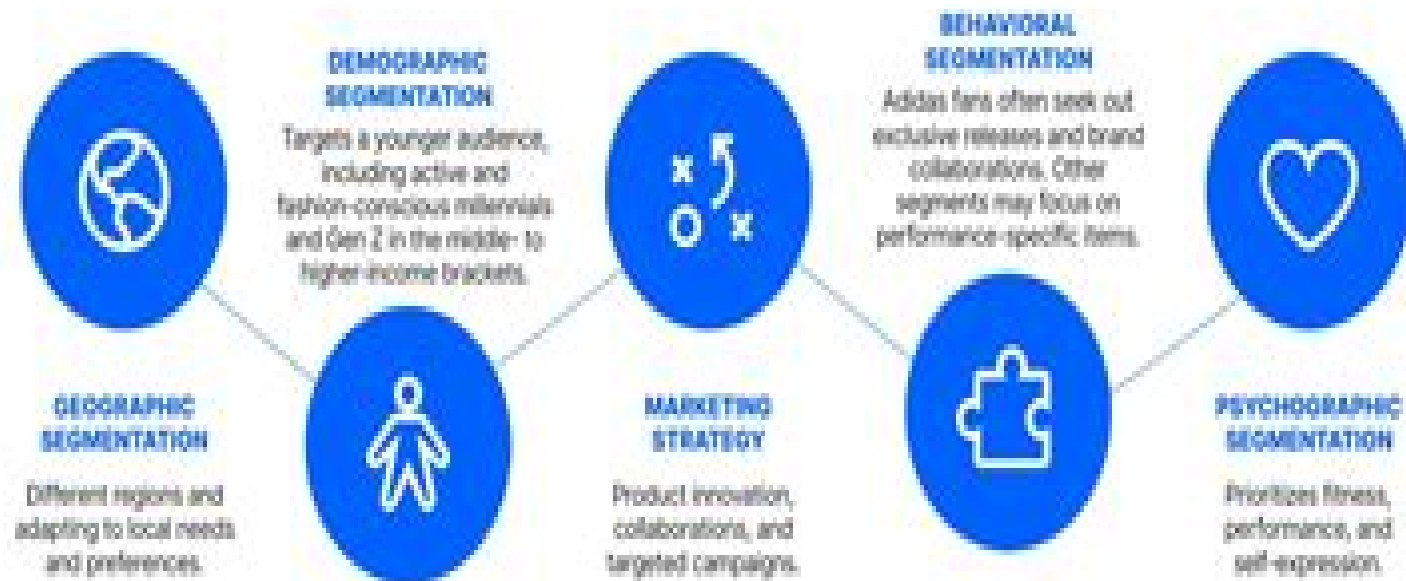 GEOGRAPHIC
SEGMENTATION
Different regions and
adapting to local needs
and preferences.
DEMOGRAPHIC
SEGMENTATION
Targets a younger audience,
including active and
fashion-conscious millennials
and Gen Z in the middle- to
higher-income brackets.
MARKETING
STRATEGY
Product innovation,
collaborations, and
targeted campaigns.
BEHAVIORAL
SEGMENTATION
Adidas fans often seek out
exclusive releases and brand
collaborations. Other
segments may focus on
performance-specific items.
PSYCHOGRAPHIC
SEGMENTATION
Prioritizes fitness,
performance, and
self-expression.